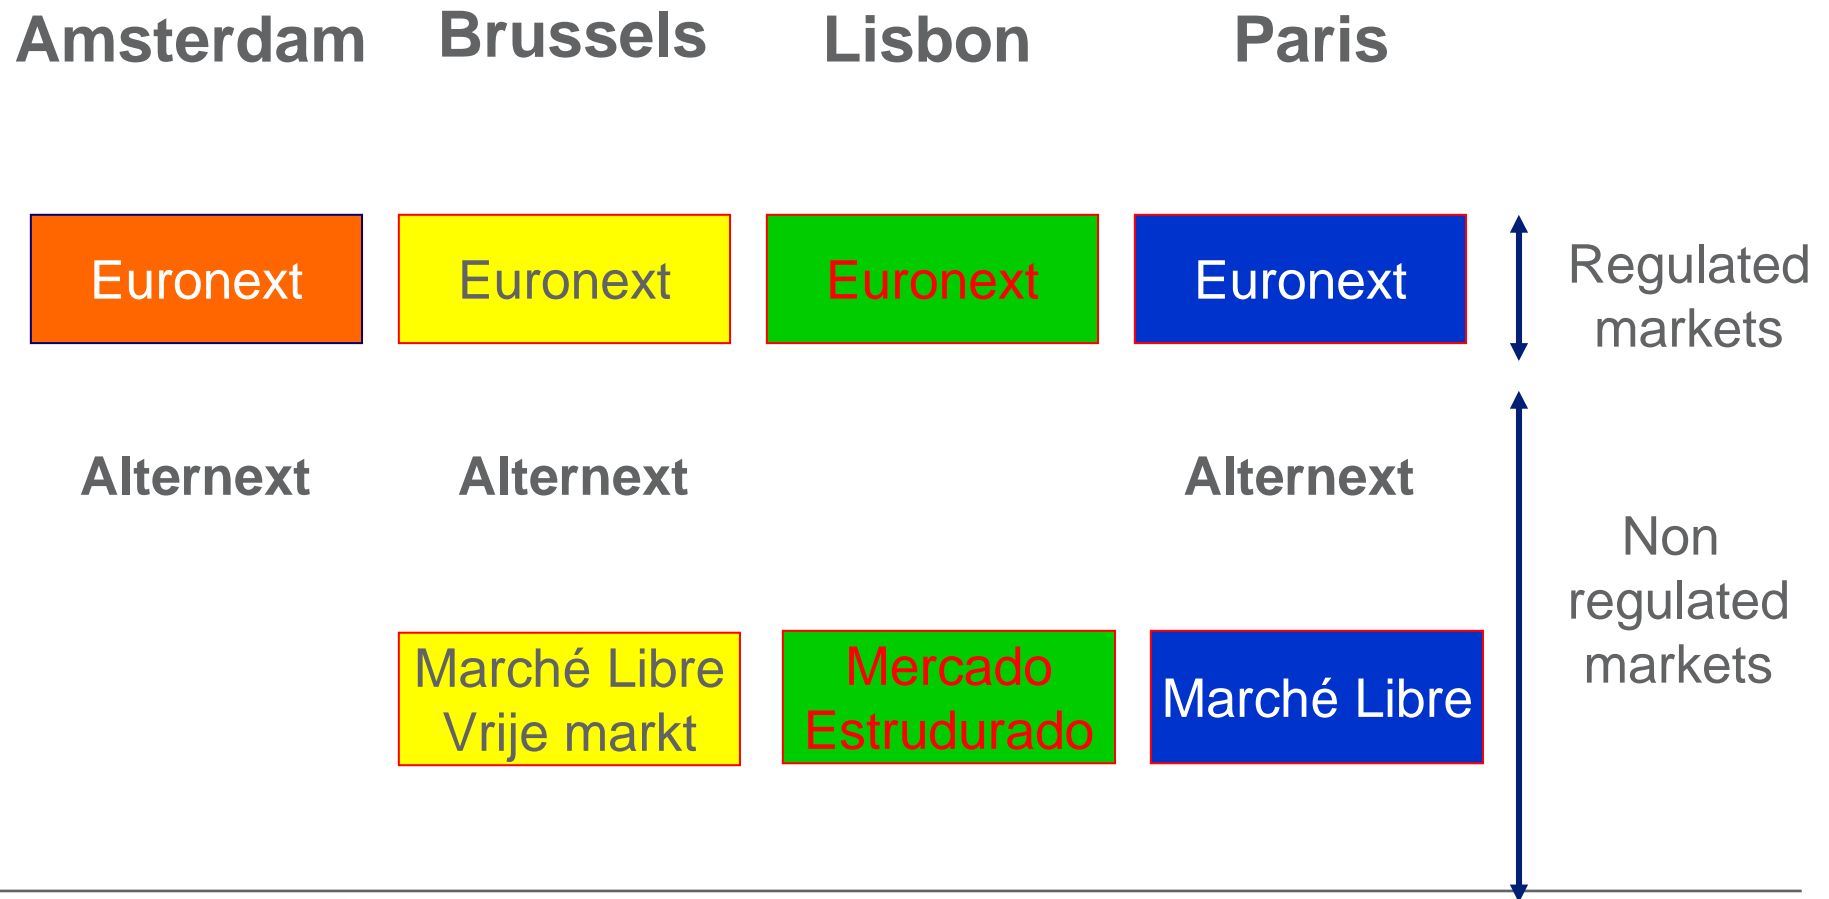 Amsterdam Brussels Lisbon Paris
Euronext Euronext Euronext Euronext
Regulated
markets
Alternext Alternext Alternext
Non
regulated
markets
Marché Libre
Vrije markt
Mercado
Estrudurado
Marché Libre